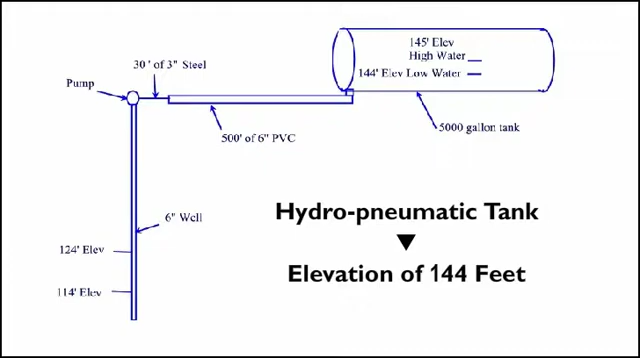 145' Elev
High Water
144' Elev Low Water
30 ' of 3" Steel
Pump
500' of 6" PVC
5000 gallon tank
6" Well
124' Elev
114' Elev
Hydro-pneumatic Tank
▼
Elevation of 144 Feet